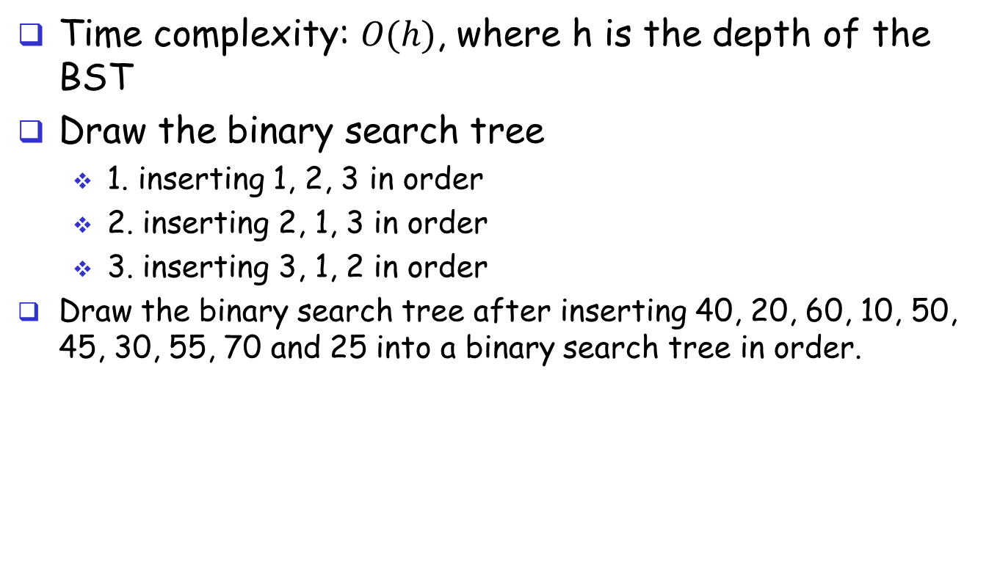 Time complexity: O(h), where h is the depth of the
BST
Draw the binary search tree
1. inserting 1, 2, 3 in order
2. inserting 2, 1, 3 in order
3. inserting 3, 1, 2 in order
Draw the binary search tree after inserting 40, 20, 60, 10, 50,
45, 30, 55, 70 and 25 into a binary search tree in order.